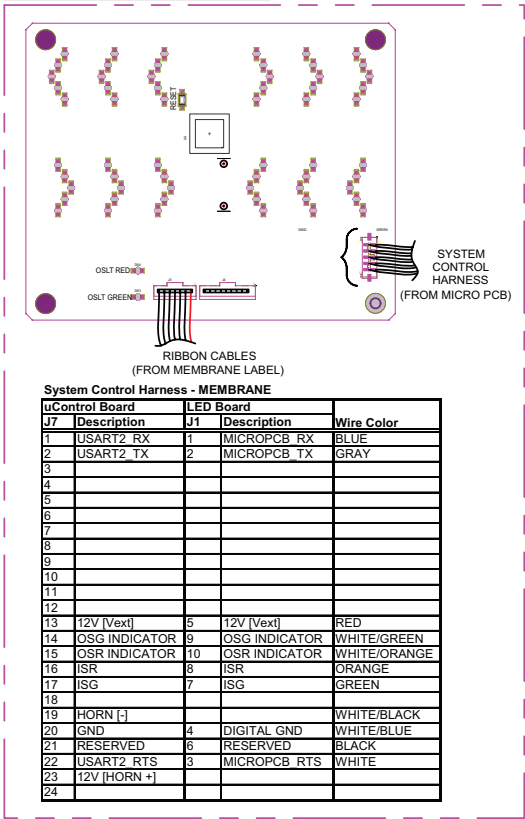 RESET
OSLT RED
OSLT GREEN
SYSTEM
CONTROL
HARNESS
(FROM MICRO PCB)
RIBBON CABLES
(FROM MEMBRANE LABEL)
System Control Harness - MEMBRANE
uControl Board LED Board
J7 Description J1 Description Wire Color
1 USART2_RX 1 MICROPCB_RX BLUE
2 USART2_TX 2 MICROPCB_TX GRAY
3
4
5
6
7
8
9
10
11
12
13 12V [Vext] 5 12V [Vext] RED
14 OSG INDICATOR 9 OSG INDICATOR WHITE/GREEN
15 OSR INDICATOR 10 OSR INDICATOR WHITE/ORANGE
16 ISR 8 ISR ORANGE
17 ISG 7 ISG GREEN
18
19 HORN [-] WHITE/BLACK
20 GND 4 DIGITAL GND WHITE/BLUE
21 RESERVED 6 RESERVED BLACK
22 USART2_RTS 3 MICROPCB_RTS WHITE
23 12V [HORN +]
24